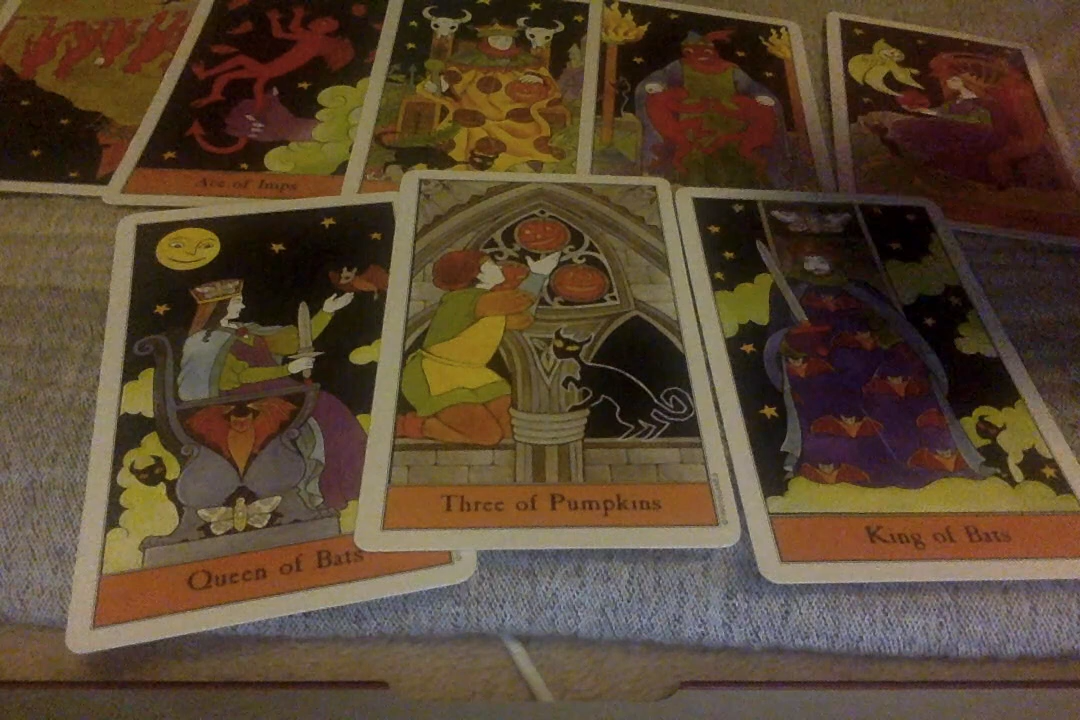 Ace of Imps
Queen of Bats
Three of Pumpkins
King of Bats